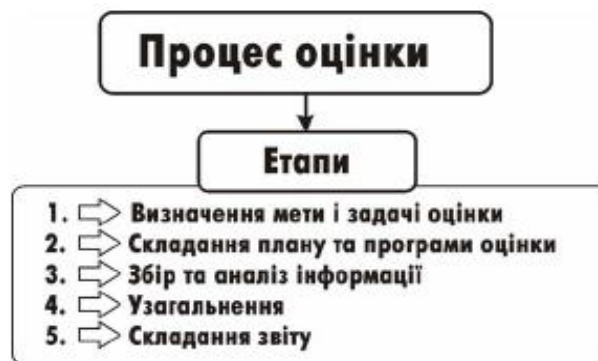 Процес оцінки
Етапи
1. Визначення мети і задачі оцінки
2. Складання плану та програми оцінки
3. Збір та аналіз інформації
4. Узагальнення
5. Складання звіту